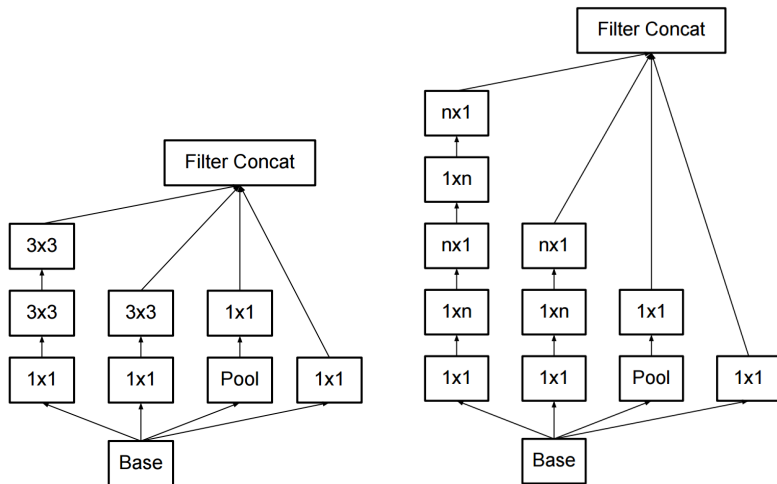 Filter Concat
3x3
3x3
3x3
1x1
1x1
1x1
Pool
1x1
Base
Filter Concat
nx1
1xn
nx1
nx1
1xn
1xn
1x1
1x1
1x1
Pool
1x1
Base